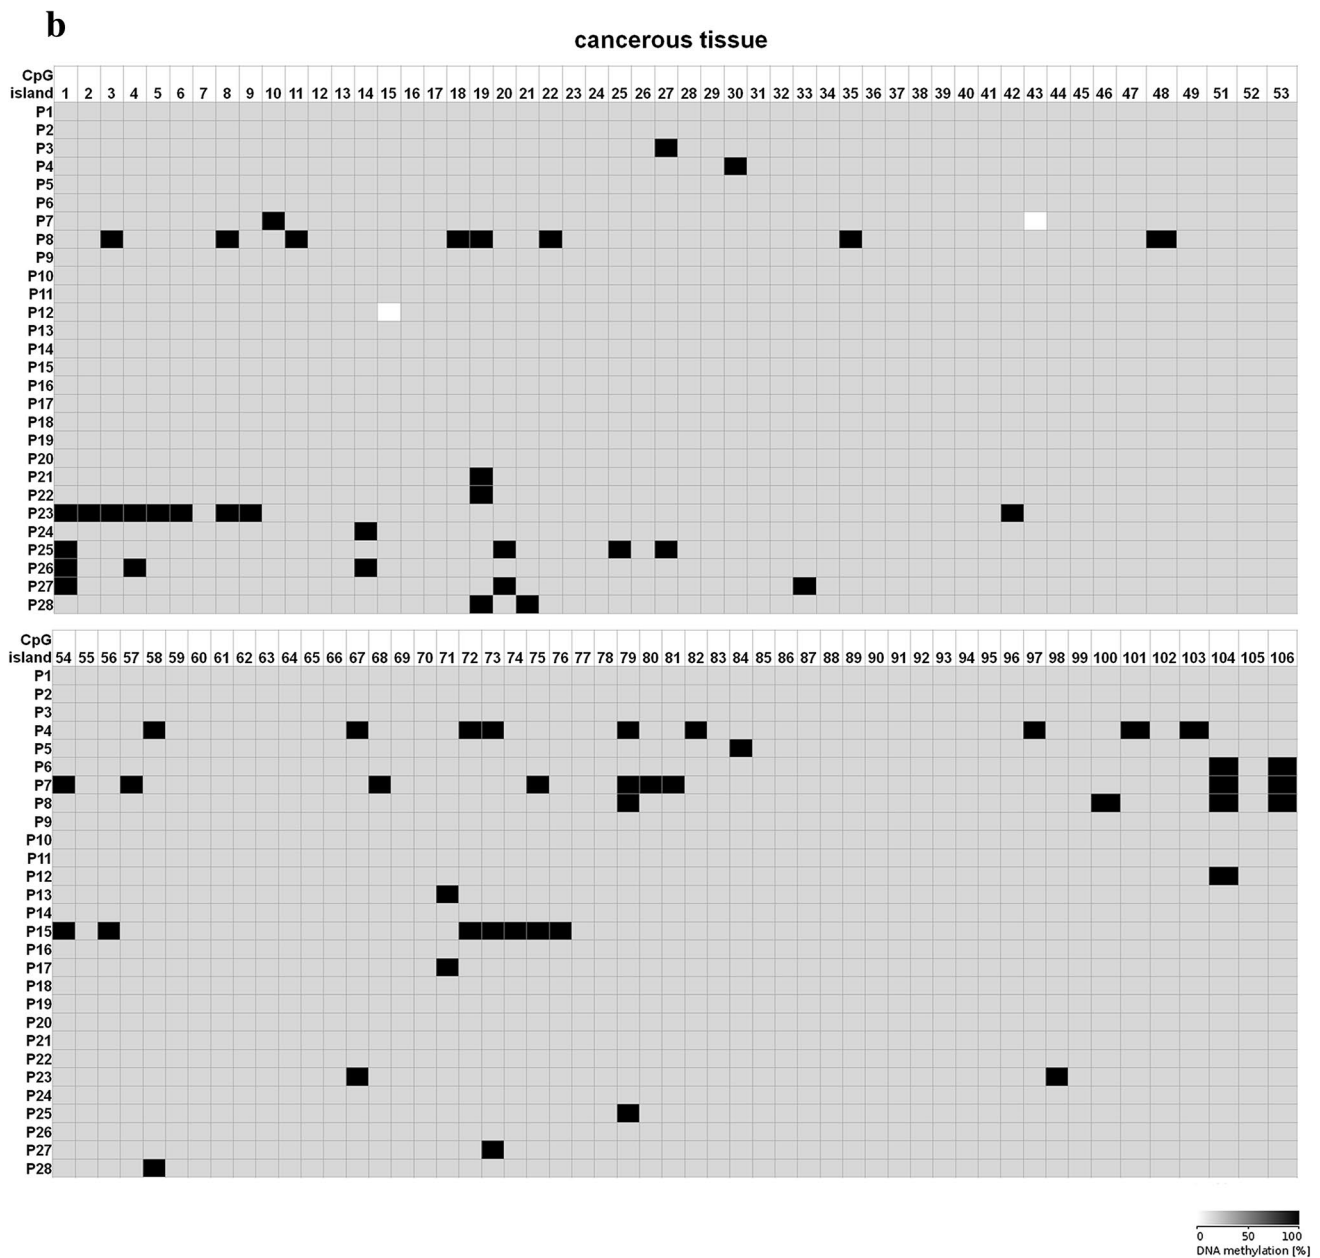 b
cancerous tissue
CpG
island 1 2 3 4 5 6 7 8 9 10 11 12 13 14 15 16 17 18 19 20 21 22 23 24 25 26 27 28 29 30 31 32 33 34 35 36 37 38 39 40 41 42 43 44 45 46 47 48 49 51 52 53
P1
P2
P3
P4
P5
P6
P7
P8
P9
P10
P11
P12
P13
P14
P15
P16
P17
P18
P19
P20
P21
P22
P23
P24
P25
P26
P27
P28
CpG
island 54 55 56 57 58 59 60 61 62 63 64 65 66 67 68 69 70 71 72 73 74 75 76 77 78 79 80 81 82 83 84 85 86 87 88 89 90 91 92 93 94 95 96 97 98 99 100 101 102 103 104 105 106
P1
P2
P3
P4
P5
P6
P7
P8
P9
P10
P11
P12
P13
P14
P15
P16
P17
P18
P19
P20
P21
P22
P23
P24
P25
P26
P27
P28
0 50 100
DNA methylation [%]